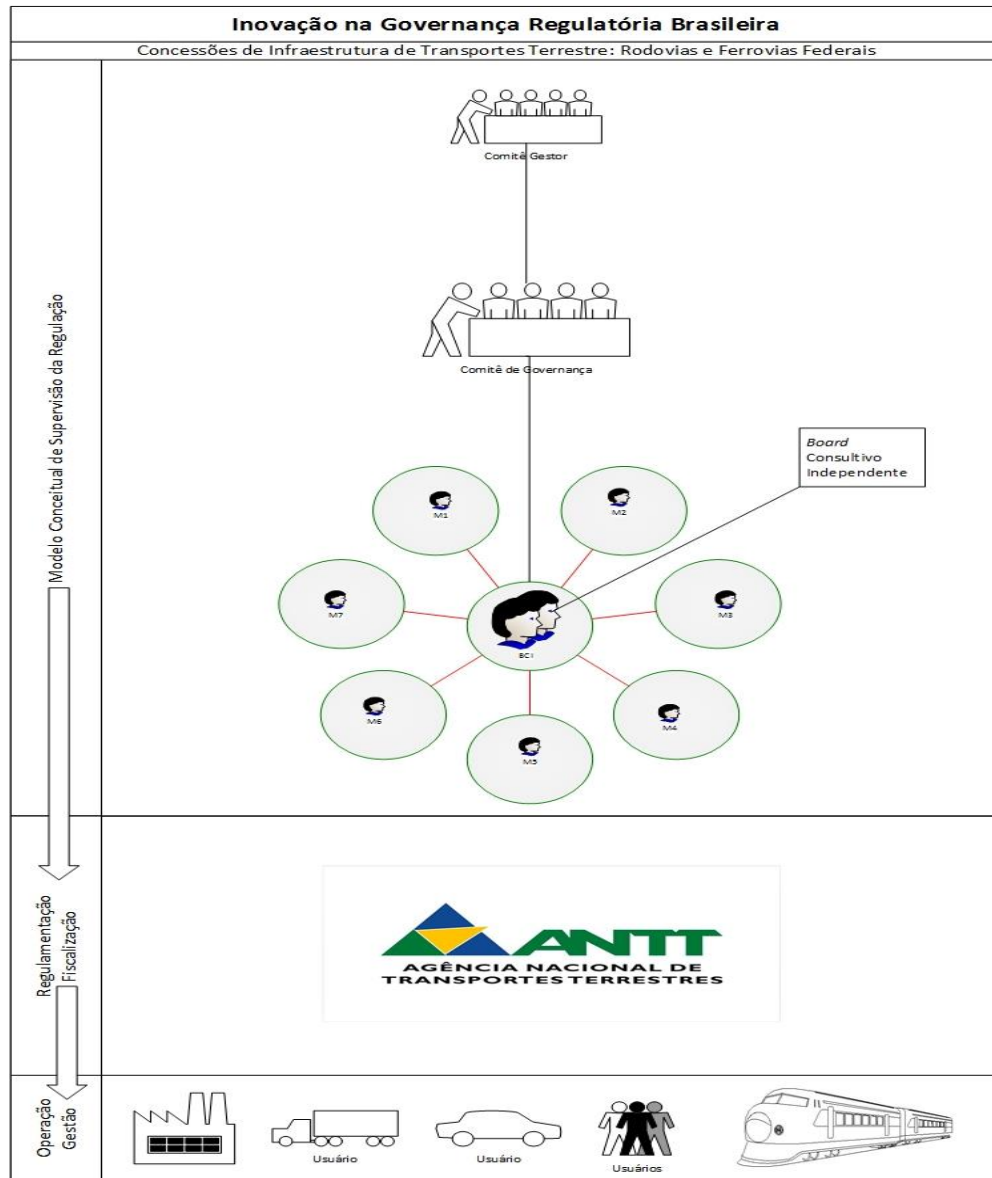 Inovação na Governança Regulatória Brasileira
Concessões de Infraestrutura de Transportes Terrestre: Rodovias e Ferrovias Federais
Modelo Conceitual de Supervisão da Regulação
Comitê Gestor
Comitê de Governança
Board
Consultivo
Independente
M1
M2
M7
M3
BCI
M6
M4
M5
Regulamentação
Fiscalização
ANTT
AGÊNCIA NACIONAL DE
TRANSPORTES TERRESTRES
Operação
Gestão
Usuário
Usuário
Usuários